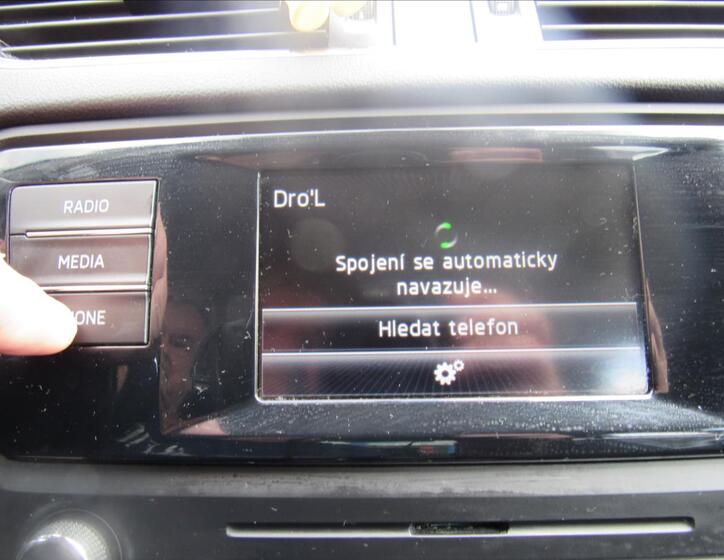 RADIO
MEDIA
Dro'L
Spojení se automaticky
navazuje...
Hledat telefon